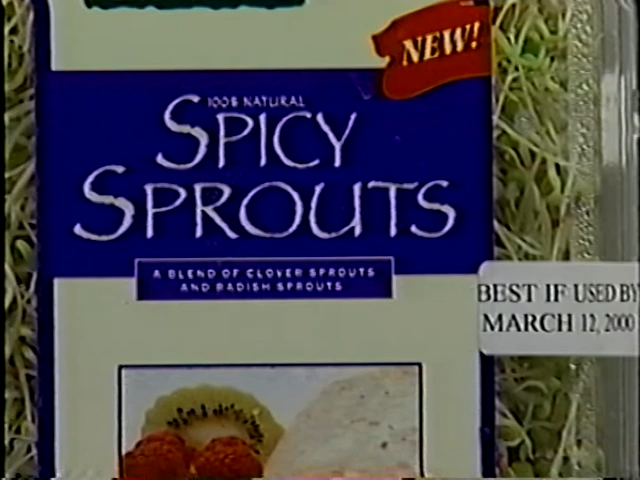 NEW!
100% NATURAL
SPICY
SPROUTS
A BLEND OF CLOVER SPROUTS
AND RADISH SPROUTS
BEST IF USED BY
MARCH 12, 2000